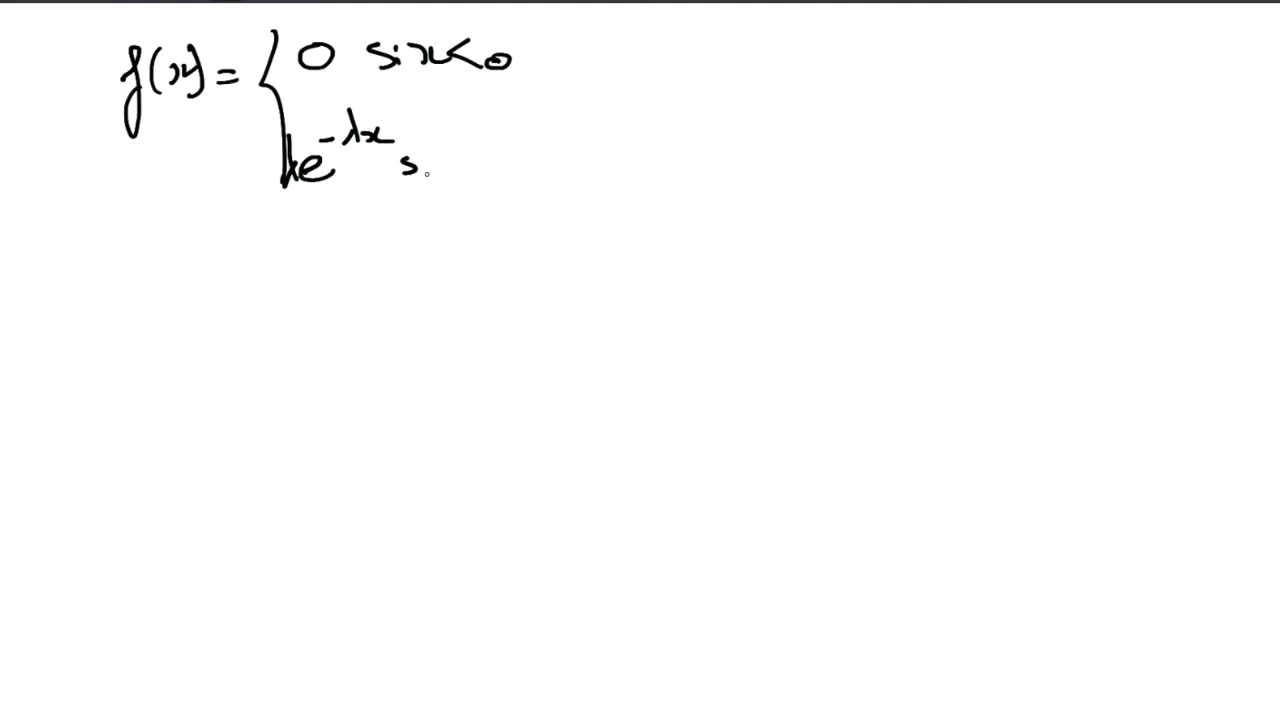 f(x) = { 0 si x < 0
λe^{-λx} s